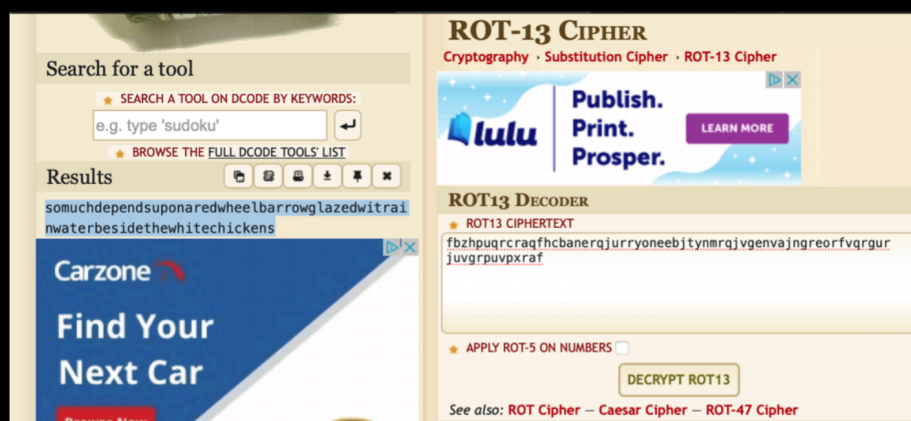 Search for a tool
★ SEARCH A TOOL ON DCODE BY KEYWORDS:
e.g. type 'sudoku'
★ BROWSE THE FULL DCODE TOOLS' LIST
Results
somuchdependsuponaredwheelbarrowglazedwitrai
nwaterbesidethewhitechickens
Carzone
Find Your
Next Car
Browse Now
ROT-13 CIPHER
Cryptography › Substitution Cipher › ROT-13 Cipher
lulu
Publish.
Print.
Prosper.
LEARN MORE
ROT13 DECODER
★ ROT13 CIPHERTEXT
fbzhpuqrcraqfhcbanerqjurryoneebjtynmrqjvgenvajngreorfvqrgur
juvgrpuvpxraf
★ APPLY ROT-5 ON NUMBERS
DECRYPT ROT13
See also: ROT Cipher — Caesar Cipher — ROT-47 Cipher